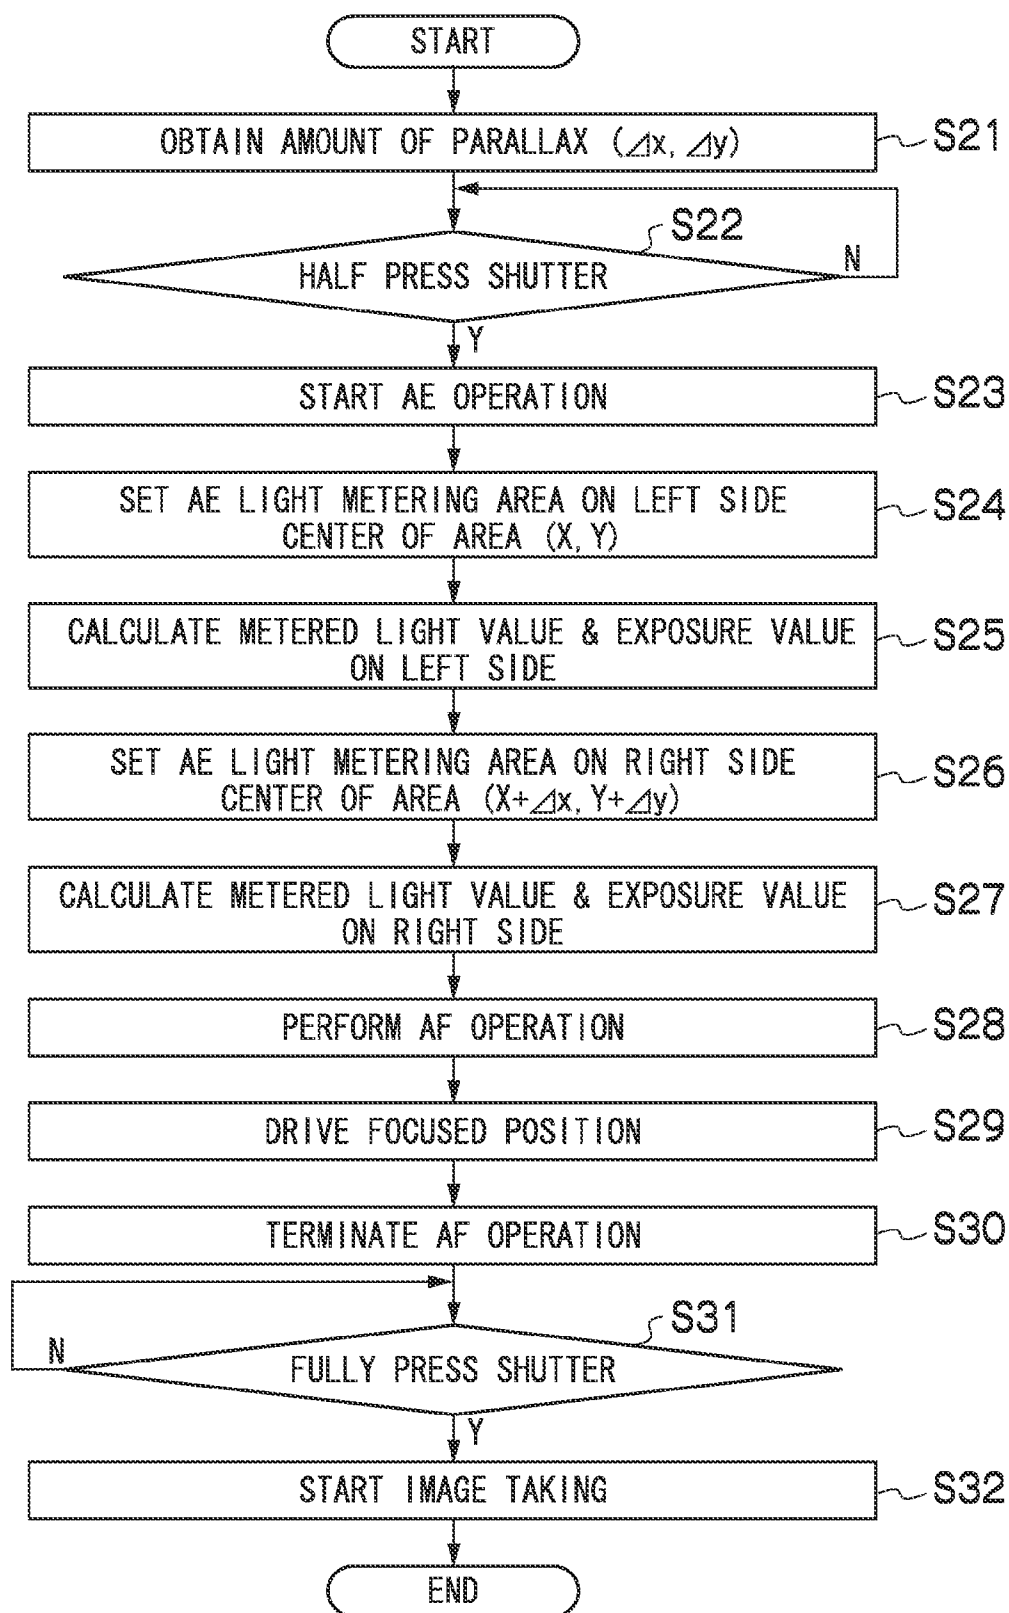 START
OBTAIN AMOUNT OF PARALLAX (⊿x, ⊿y)
S21
S22
HALF PRESS SHUTTER
N
Y
START AE OPERATION
S23
SET AE LIGHT METERING AREA ON LEFT SIDE
CENTER OF AREA (X, Y)
S24
CALCULATE METERED LIGHT VALUE & EXPOSURE VALUE
ON LEFT SIDE
S25
SET AE LIGHT METERING AREA ON RIGHT SIDE
CENTER OF AREA (X+⊿x, Y+⊿y)
S26
CALCULATE METERED LIGHT VALUE & EXPOSURE VALUE
ON RIGHT SIDE
S27
PERFORM AF OPERATION
S28
DRIVE FOCUSED POSITION
S29
TERMINATE AF OPERATION
S30
S31
N
FULLY PRESS SHUTTER
Y
START IMAGE TAKING
S32
END